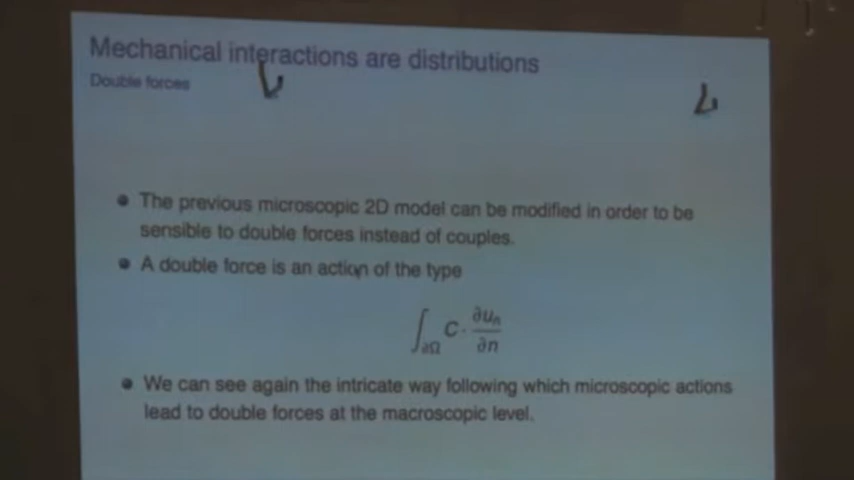 Mechanical interactions are distributions
Double forces
The previous microscopic 2D model can be modified in order to be
sensible to double forces instead of couples.
A double force is an action of the type
∫∂Ω C · ∂uₙ/∂n
We can see again the intricate way following which microscopic actions
lead to double forces at the macroscopic level.